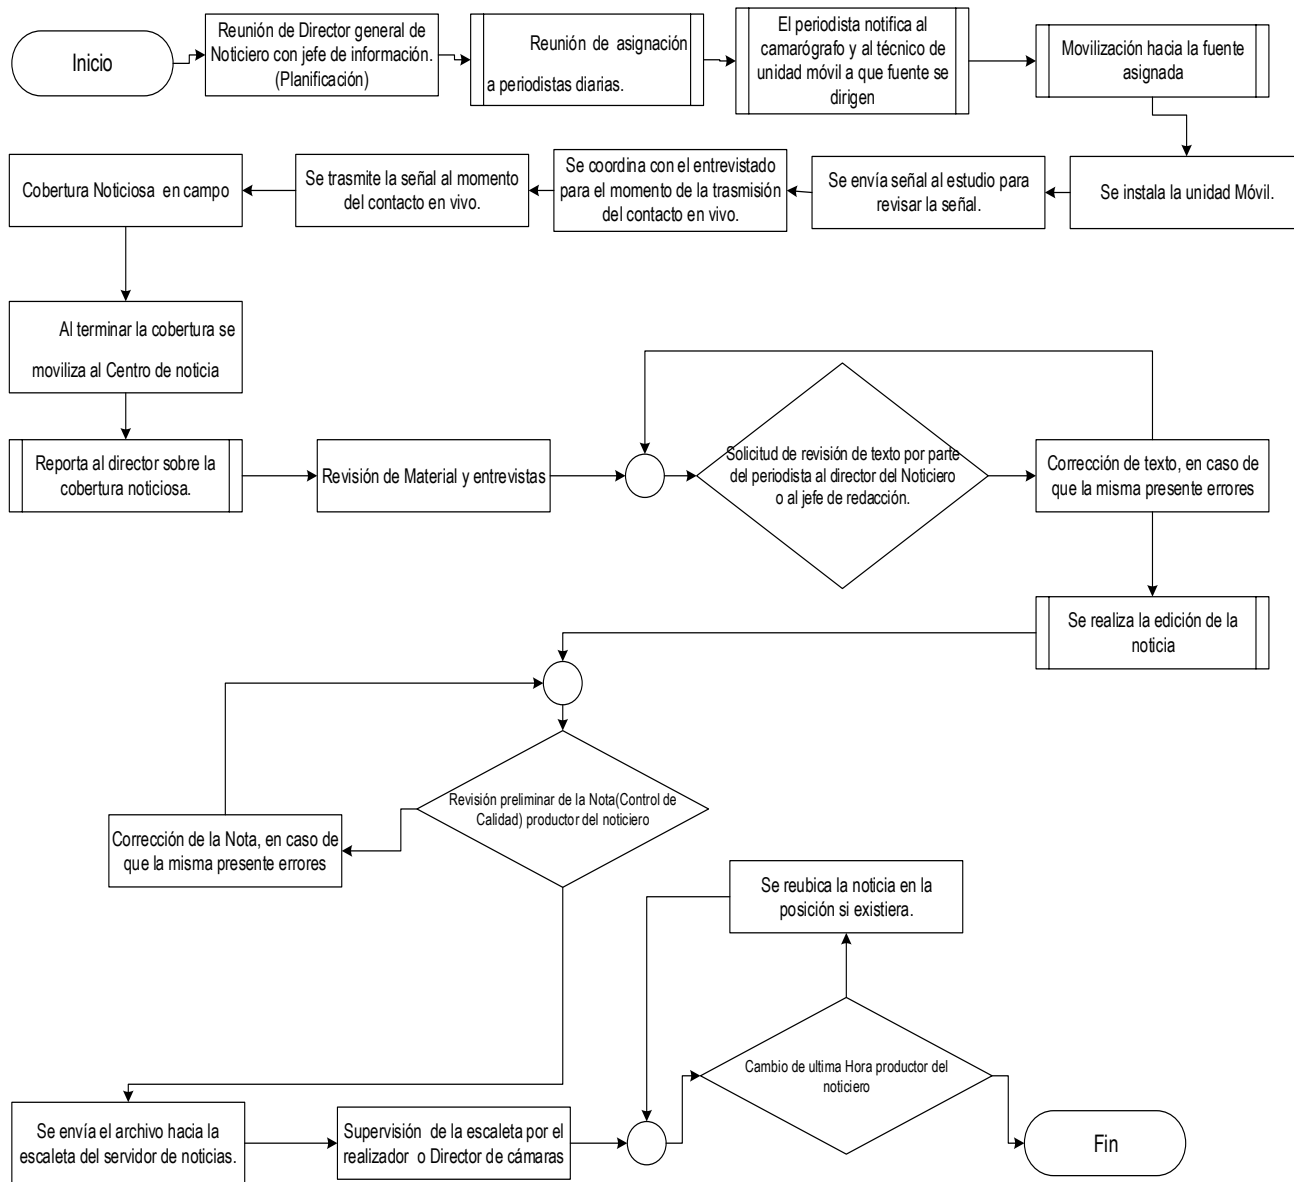 Inicio
Reunión de Director general de
Noticiero con jefe de información.
(Planificación)
Reunión de asignación
a periodistas diarias.
El periodista notifica al
camarógrafo y al técnico de
unidad móvil a que fuente se
dirigen
Movilización hacia la fuente
asignada
Cobertura Noticiosa en campo
Se trasmite la señal al momento
del contacto en vivo.
Se coordina con el entrevistado
para el momento de la trasmisión
del contacto en vivo.
Se envía señal al estudio para
revisar la señal.
Se instala la unidad Móvil.
Al terminar la cobertura se
moviliza al Centro de noticia
Reporta al director sobre la
cobertura noticiosa.
Revisión de Material y entrevistas
Solicitud de revisión de texto por parte
del periodista al director del Noticiero
o al jefe de redacción.
Corrección de texto, en caso de
que la misma presente errores
Se realiza la edición de la
noticia
Revisión preliminar de la Nota(Control de
Calidad) productor del noticiero
Corrección de la Nota, en caso de
que la misma presente errores
Se reubica la noticia en la
posición si existiera.
Cambio de ultima Hora productor del
noticiero
Se envía el archivo hacia la
escaleta del servidor de noticias.
Supervisión de la escaleta por el
realizador o Director de cámaras
Fin